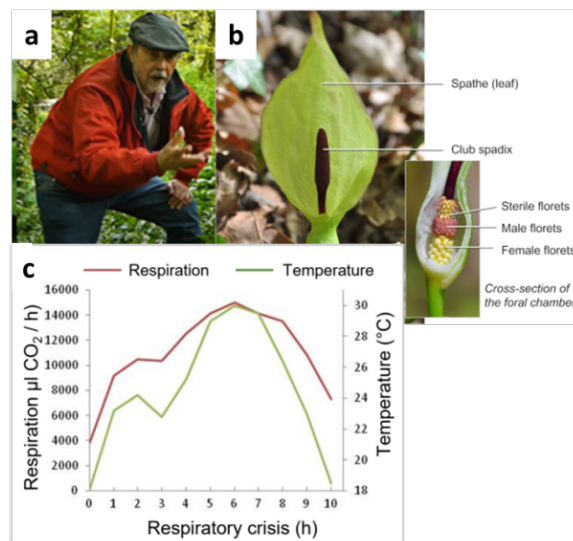 a
b
Spathe (leaf)
Club spadix
Sterile florets
Male florets
Female florets
Cross-section of
the foral chamber
c
Respiration
Temperature
16000
14000
12000
10000
8000
6000
4000
2000
0
Respiration µl CO₂ / h)
30
28
26
24
22
20
18
Temperature (°C)
0 1 2 3 4 5 6 7 8 9 10
Respiratory crisis (h)